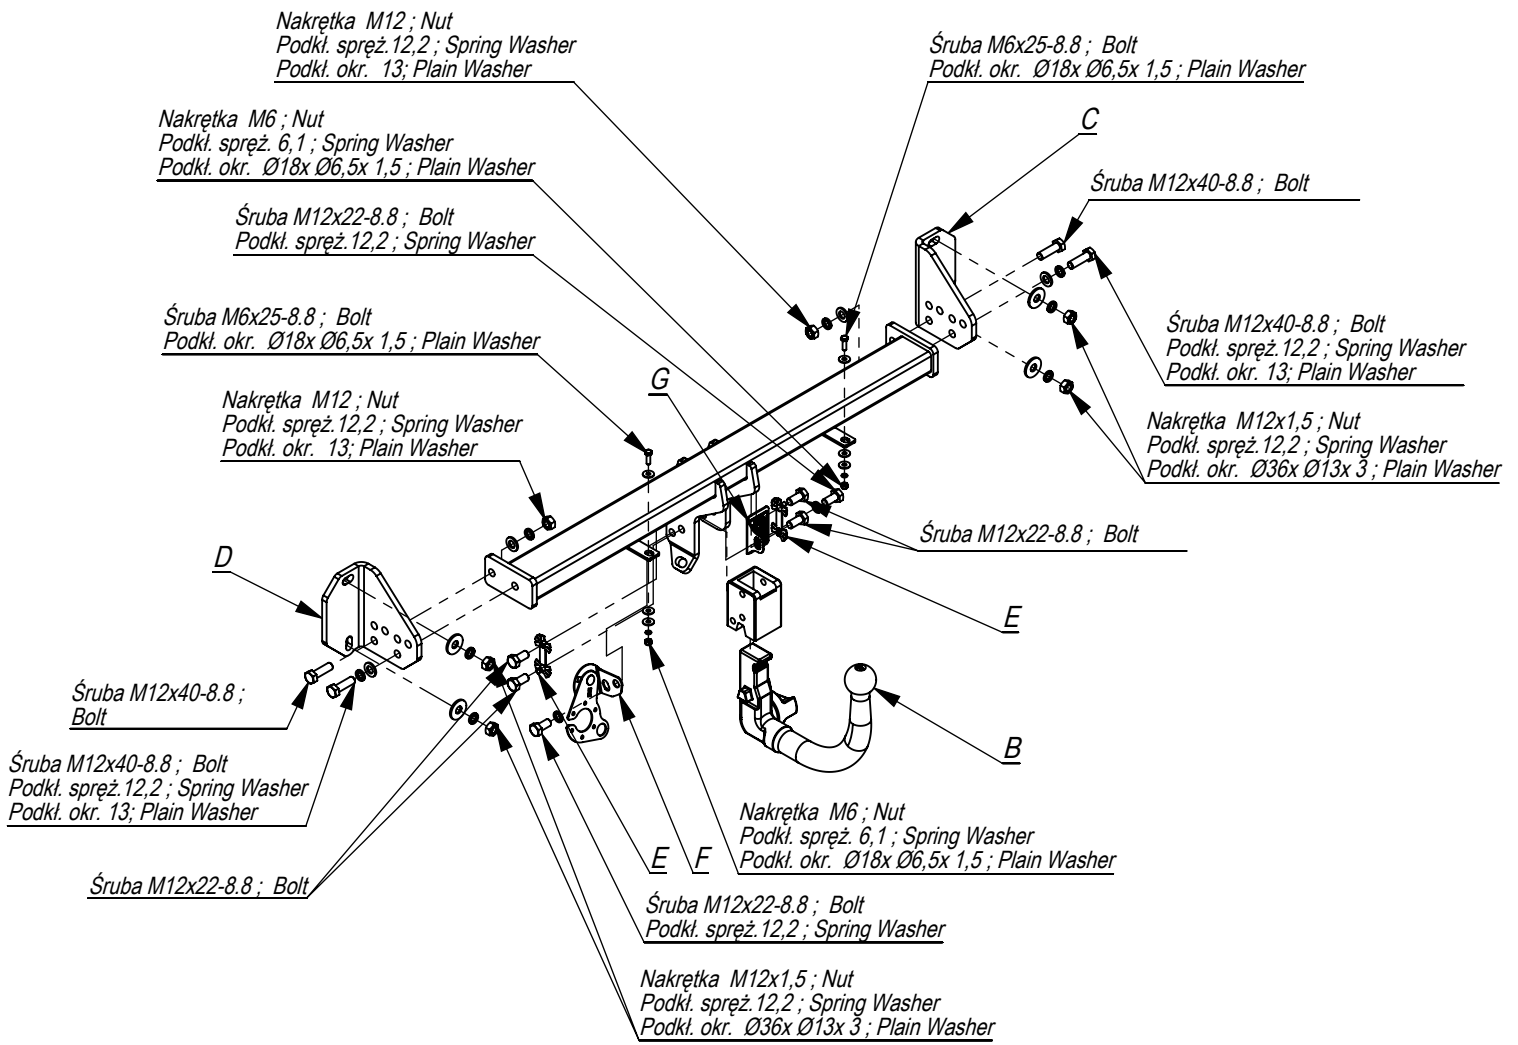 Nakrętka M12 ; Nut
Podkł. spręż.12,2 ; Spring Washer
Podkł. okr. 13; Plain Washer
Śruba M6x25-8.8 ; Bolt
Podkł. okr. Ø18x Ø6,5x 1,5 ; Plain Washer
Nakrętka M6 ; Nut
Podkł. spręż. 6,1 ; Spring Washer
Podkł. okr. Ø18x Ø6,5x 1,5 ; Plain Washer
C
Śruba M12x40-8.8 ; Bolt
Śruba M12x22-8.8 ; Bolt
Podkł. spręż.12,2 ; Spring Washer
Śruba M6x25-8.8 ; Bolt
Podkł. okr. Ø18x Ø6,5x 1,5 ; Plain Washer
Śruba M12x40-8.8 ; Bolt
Podkł. spręż.12,2 ; Spring Washer
Podkł. okr. 13; Plain Washer
G
Nakrętka M12 ; Nut
Podkł. spręż.12,2 ; Spring Washer
Podkł. okr. 13; Plain Washer
Nakrętka M12x1,5 ; Nut
Podkł. spręż.12,2 ; Spring Washer
Podkł. okr. Ø36x Ø13x 3 ; Plain Washer
Śruba M12x22-8.8 ; Bolt
D
E
Śruba M12x40-8.8 ;
Bolt
B
Śruba M12x40-8.8 ; Bolt
Podkł. spręż.12,2 ; Spring Washer
Podkł. okr. 13; Plain Washer
Nakrętka M6 ; Nut
Podkł. spręż. 6,1 ; Spring Washer
Podkł. okr. Ø18x Ø6,5x 1,5 ; Plain Washer
E
F
Śruba M12x22-8.8 ; Bolt
Śruba M12x22-8.8 ; Bolt
Podkł. spręż.12,2 ; Spring Washer
Nakrętka M12x1,5 ; Nut
Podkł. spręż.12,2 ; Spring Washer
Podkł. okr. Ø36x Ø13x 3 ; Plain Washer